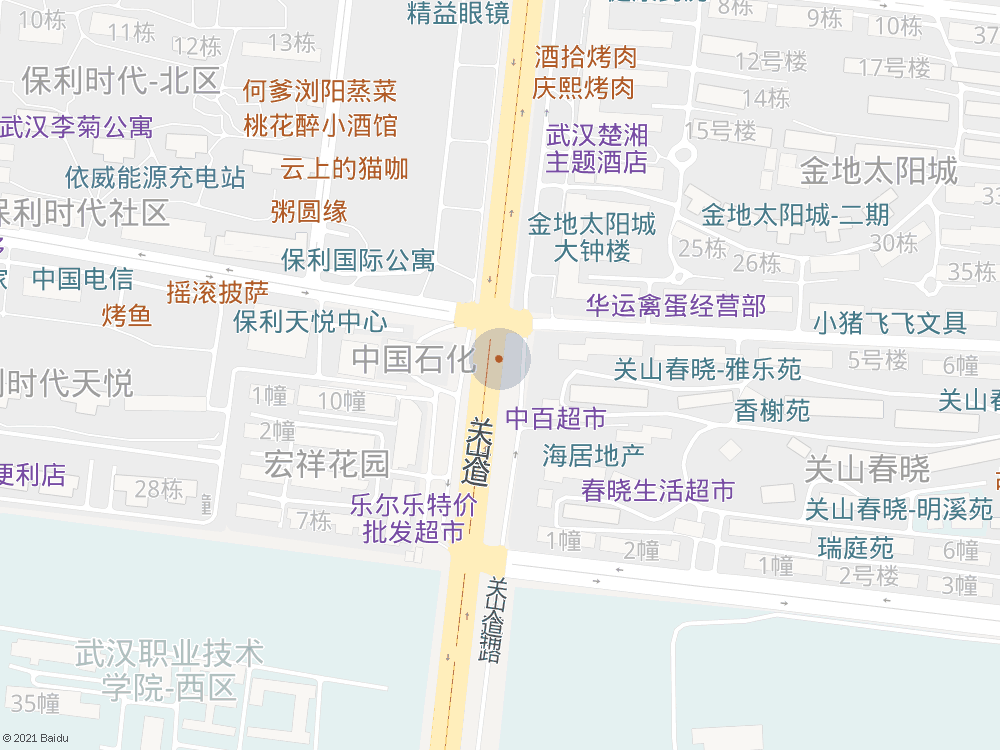 精益眼镜
8栋
10栋
11栋
12栋
13栋
9栋
10栋
37
酒拾烤肉
庆熙烤肉
12号楼
17号楼
保利时代-北区
何爹浏阳蒸菜
14栋
武汉李菊公寓
桃花醉小酒馆
武汉楚湘
主题酒店
15号楼
云上的猫咖
金地太阳城
依威能源充电站
保利时代社区
粥圆缘
金地太阳城
大钟楼
金地太阳城-二期
33
25栋
26栋
30栋
35栋
保利国际公寓
中国电信
摇滚披萨
烤鱼
华运禽蛋经营部
保利天悦中心
小猪飞飞文具
中国石化
关山春晓-雅乐苑
5号楼
6幢
利时代天悦
1幢
10幢
香榭苑
关山春
中百超市
2幢
关山大道
海居地产
宏祥花园
关山春晓
便利店
28栋
幢
春晓生活超市
乐尔乐特价
批发超市
7栋
关山春晓-明溪苑
1幢
2幢
瑞庭苑
6幢
1幢
2号楼
3幢
关山大道辅路
武汉职业技术
学院-西区
35幢
© 2021 Baidu